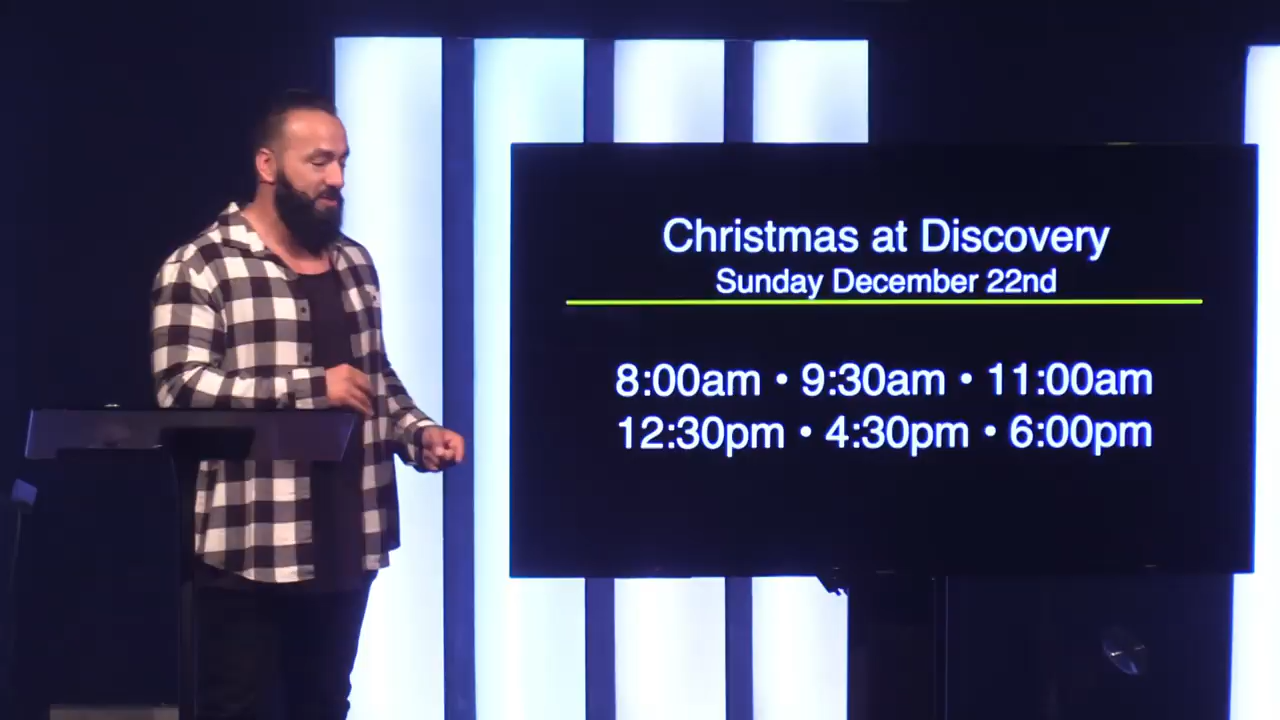 Christmas at Discovery
Sunday December 22nd
8:00am • 9:30am • 11:00am
12:30pm • 4:30pm • 6:00pm